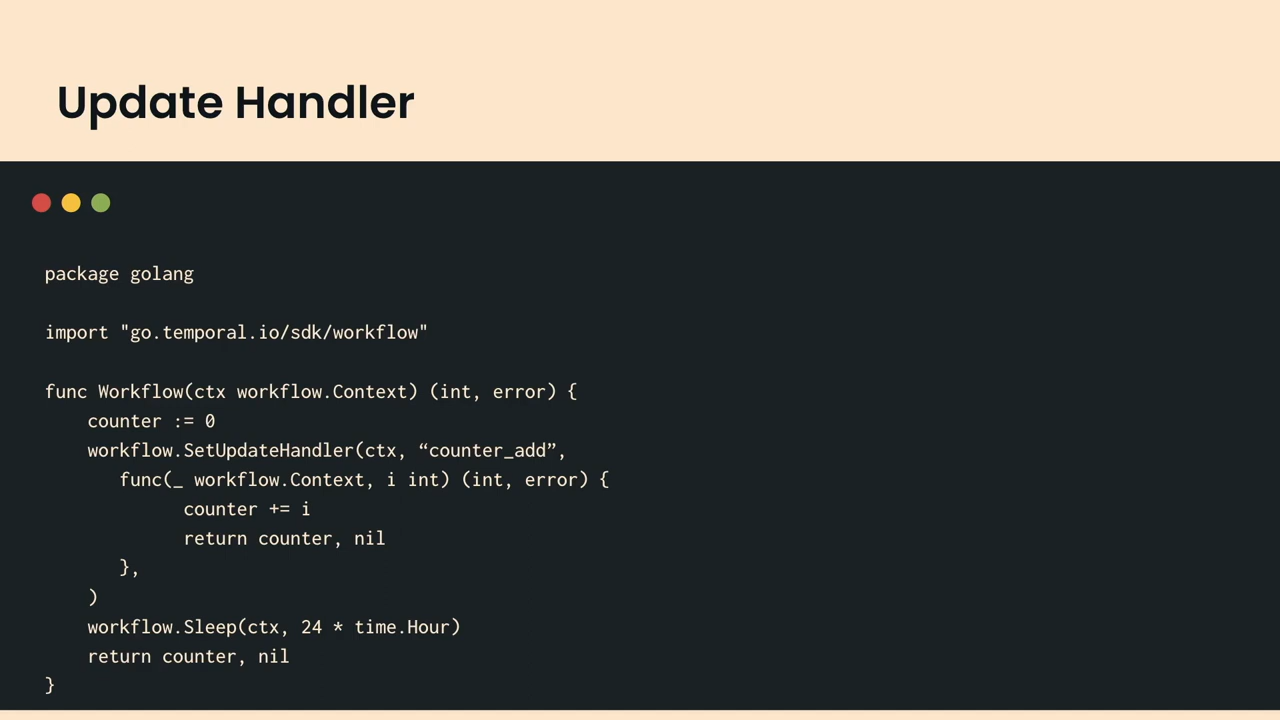 Update Handler
package golang
import "go.temporal.io/sdk/workflow"
func Workflow(ctx workflow.Context) (int, error) {
    counter := 0
    workflow.SetUpdateHandler(ctx, “counter_add”,
       func(_ workflow.Context, i int) (int, error) {
             counter += i
             return counter, nil
       },
    )
    workflow.Sleep(ctx, 24 * time.Hour)
    return counter, nil
}